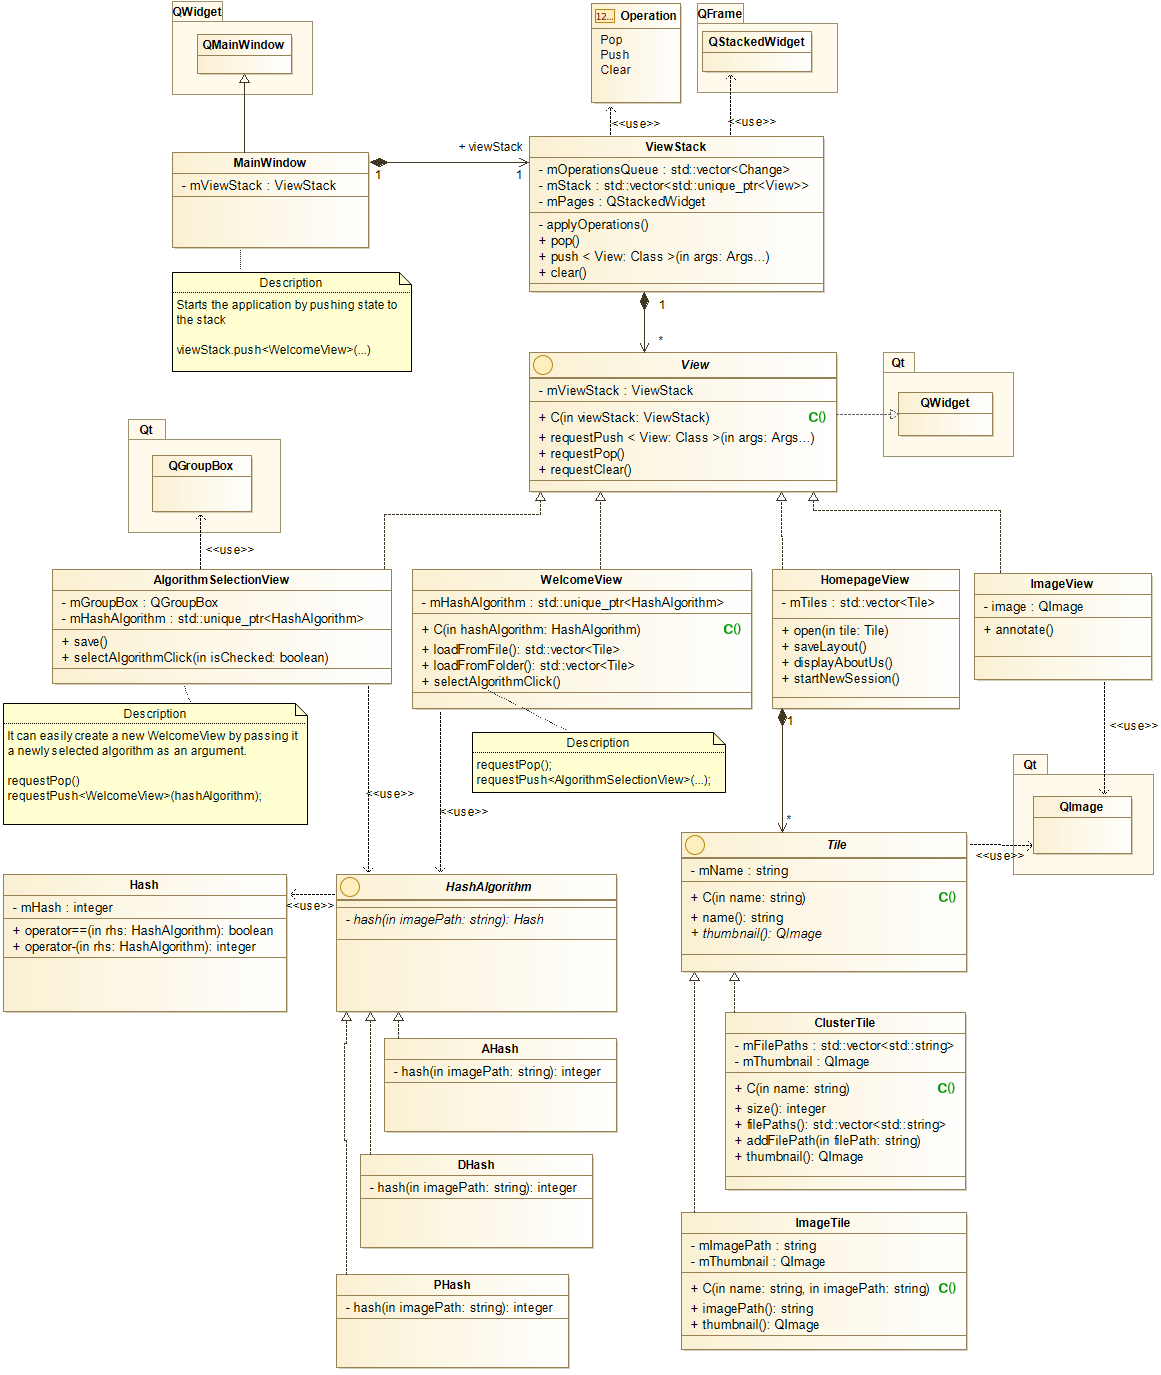 QWidget
QMainWindow
12... Operation
Pop
Push
Clear
QFrame
QStackedWidget
<<use>>
<<use>>
MainWindow
- mViewStack : ViewStack
+ viewStack
1
1
ViewStack
- mOperationsQueue : std::vector<Change>
- mStack : std::vector<std::unique_ptr<View>>
- mPages : QStackedWidget
- applyOperations()
+ pop()
+ push < View: Class >(in args: Args...)
+ clear()
Description
Starts the application by pushing state to
the stack
viewStack.push<WelcomeView>(...)
1
*
View
- mViewStack : ViewStack
+ C(in viewStack: ViewStack) C()
+ requestPush < View: Class >(in args: Args...)
+ requestPop()
+ requestClear()
Qt
QWidget
Qt
QGroupBox
<<use>>
AlgorithmSelectionView
- mGroupBox : QGroupBox
- mHashAlgorithm : std::unique_ptr<HashAlgorithm>
+ save()
+ selectAlgorithmClick(in isChecked: boolean)
WelcomeView
- mHashAlgorithm : std::unique_ptr<HashAlgorithm>
+ C(in hashAlgorithm: HashAlgorithm) C()
+ loadFromFile(): std::vector<Tile>
+ loadFromFolder(): std::vector<Tile>
+ selectAlgorithmClick()
HomepageView
- mTiles : std::vector<Tile>
+ open(in tile: Tile)
+ saveLayout()
+ displayAboutUs()
+ startNewSession()
ImageView
- image : QImage
+ annotate()
Description
It can easily create a new WelcomeView by passing it
a newly selected algorithm as an argument.
requestPop()
requestPush<WelcomeView>(hashAlgorithm);
Description
requestPop();
requestPush<AlgorithmSelectionView>(...);
1
*
<<use>>
Qt
QImage
<<use>>
<<use>>
<<use>>
Tile
- mName : string
+ C(in name: string) C()
+ name(): string
+ thumbnail(): QImage
Hash
- mHash : integer
+ operator==(in rhs: HashAlgorithm): boolean
+ operator-(in rhs: HashAlgorithm): integer
<<use>>
HashAlgorithm
- hash(in imagePath: string): Hash
AHash
- hash(in imagePath: string): integer
DHash
- hash(in imagePath: string): integer
PHash
- hash(in imagePath: string): integer
ClusterTile
- mFilePaths : std::vector<std::string>
- mThumbnail : QImage
+ C(in name: string) C()
+ size(): integer
+ filePaths(): std::vector<std::string>
+ addFilePath(in filePath: string)
+ thumbnail(): QImage
ImageTile
- mImagePath : string
- mThumbnail : QImage
+ C(in name: string, in imagePath: string) C()
+ imagePath(): string
+ thumbnail(): QImage